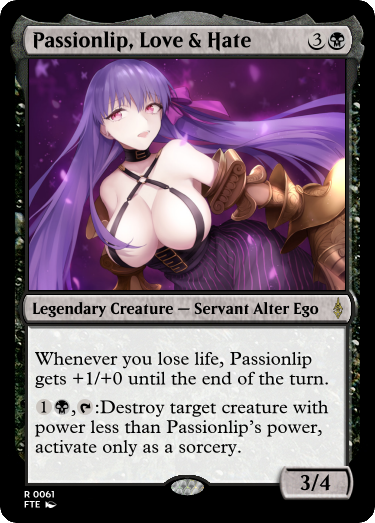 Passionlip, Love & Hate 3
Legendary Creature — Servant Alter Ego
Whenever you lose life, Passionlip
gets +1/+0 until the end of the turn.
1 , :Destroy target creature with
power less than Passionlip's power,
activate only as a sorcery.
3/4
R 0061
FTE